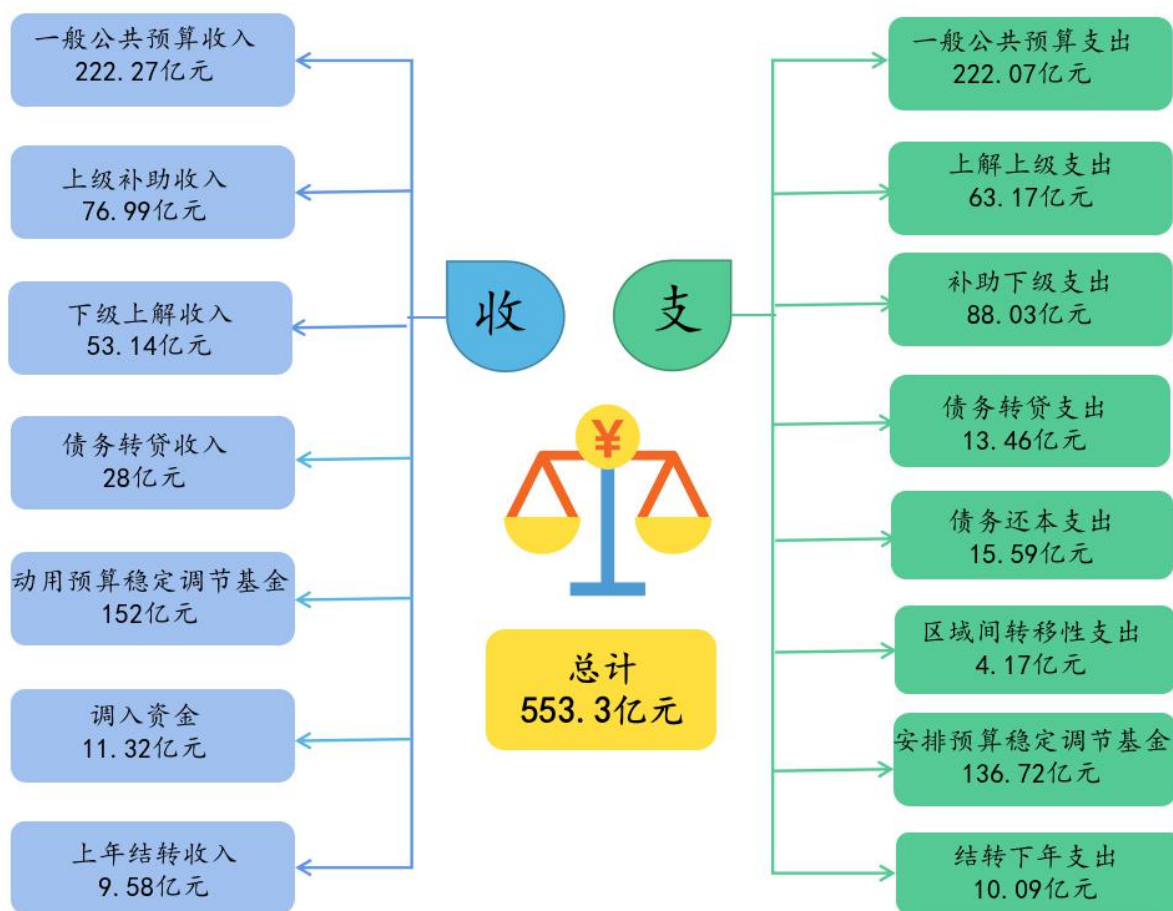 一般公共预算收入
222.27亿元
上级补助收入
76.99亿元
下级上解收入
53.14亿元
债务转贷收入
28亿元
动用预算稳定调节基金
152亿元
调入资金
11.32亿元
上年结转收入
9.58亿元
收
支
¥
总计
553.3亿元
一般公共预算支出
222.07亿元
上解上级支出
63.17亿元
补助下级支出
88.03亿元
债务转贷支出
13.46亿元
债务还本支出
15.59亿元
区域间转移性支出
4.17亿元
安排预算稳定调节基金
136.72亿元
结转下年支出
10.09亿元